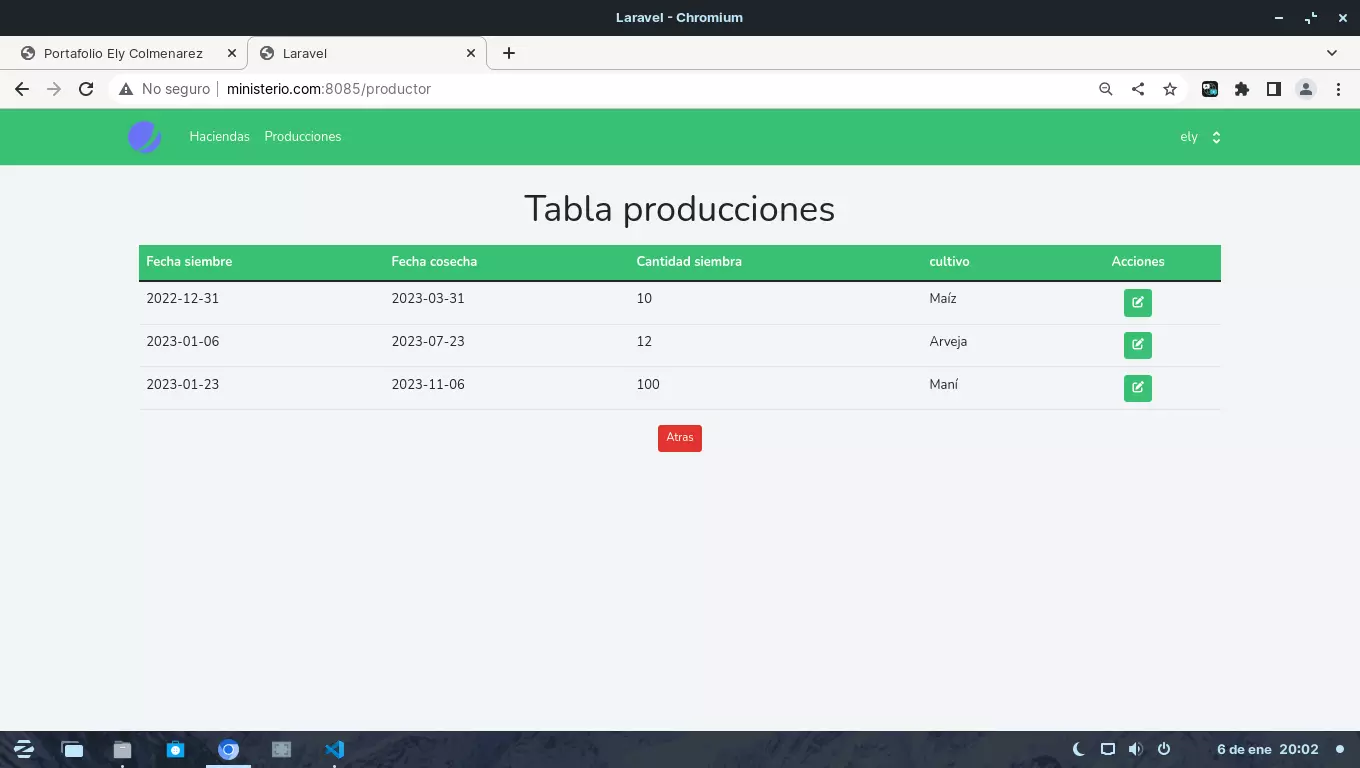 Laravel - Chromium
Portafolio Ely Colmenarez
Laravel
No seguro
ministerio.com:8085/productor
Haciendas Producciones ely
Tabla producciones
Fecha siembre Fecha cosecha Cantidad siembra cultivo Acciones
2022-12-31 2023-03-31 10 Maíz
2023-01-06 2023-07-23 12 Arveja
2023-01-23 2023-11-06 100 Maní
Atras
6 de ene 20:02